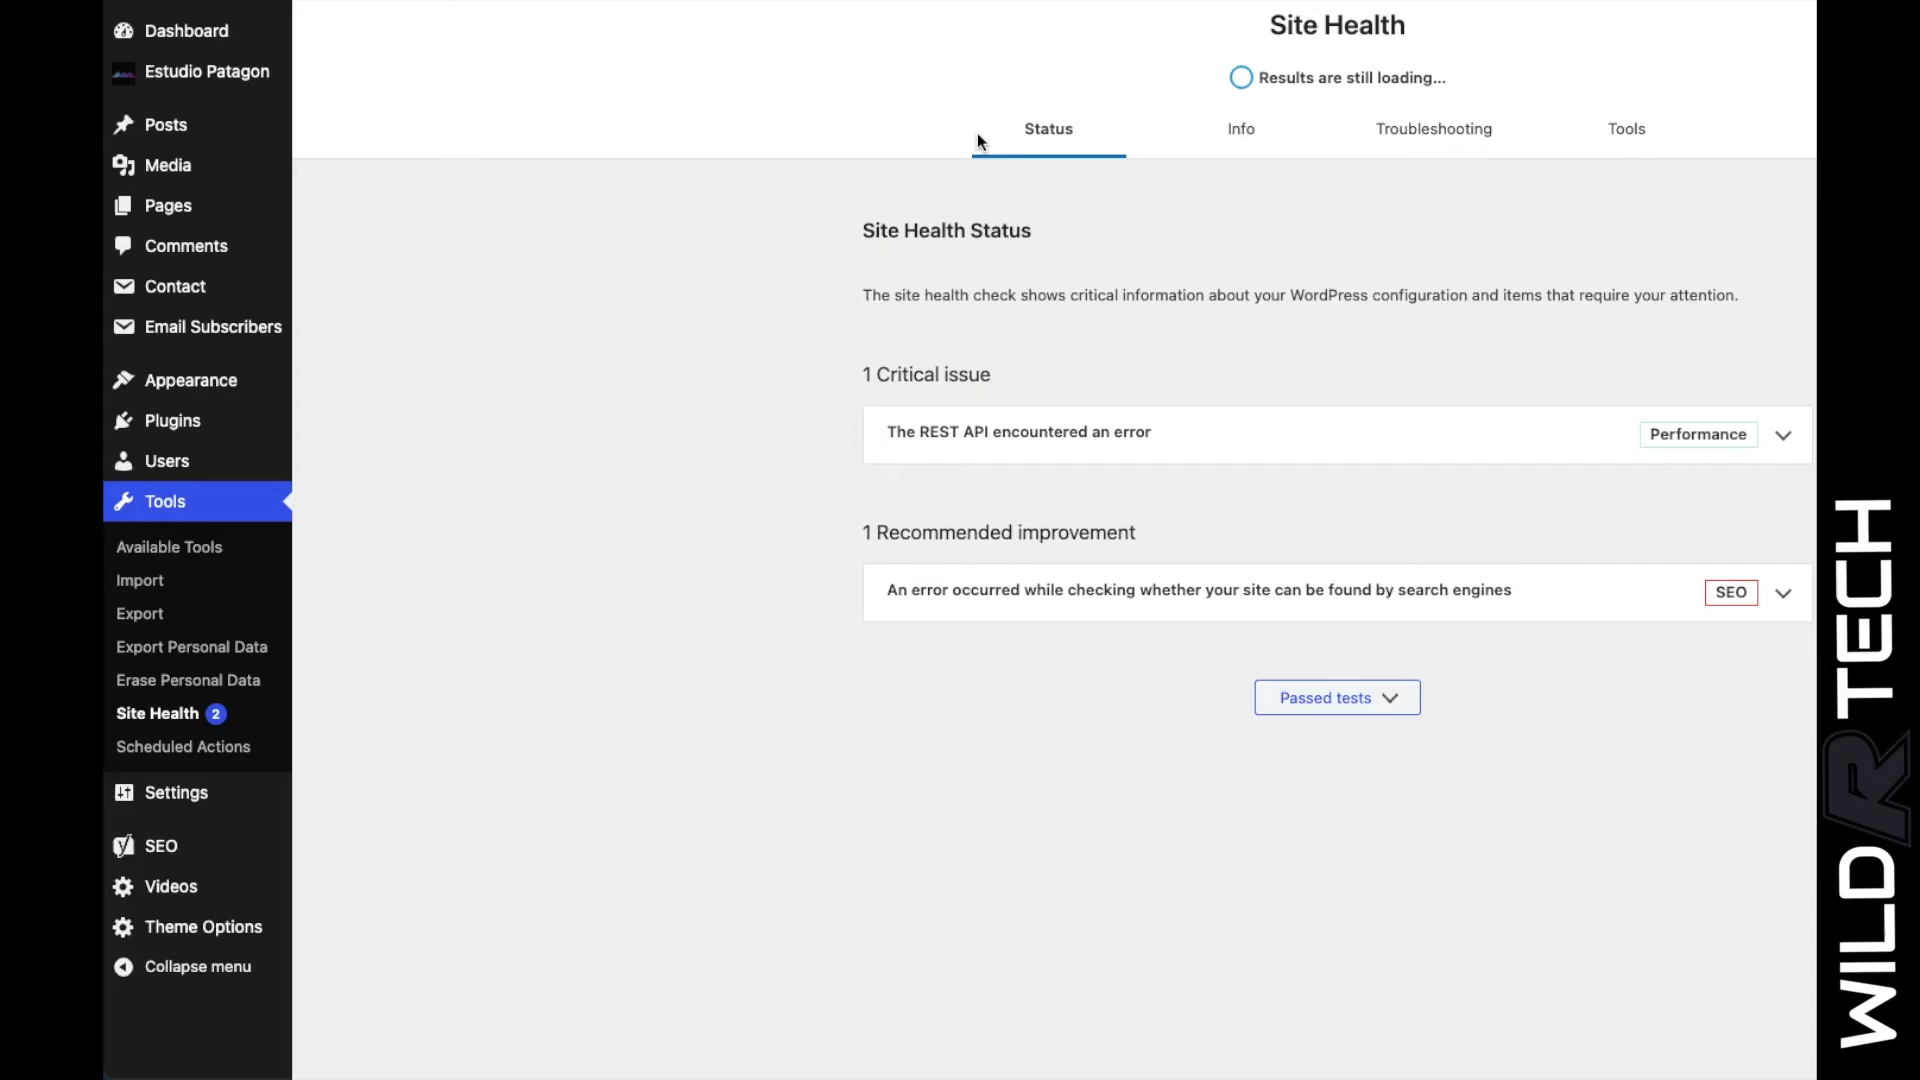 Dashboard
Estudio Patagon
Posts
Media
Pages
Comments
Contact
Email Subscribers
Appearance
Plugins
Users
Tools
Available Tools
Import
Export
Export Personal Data
Erase Personal Data
Site Health 2
Scheduled Actions
Settings
SEO
Videos
Theme Options
Collapse menu
Site Health
Results are still loading...
Status Info Troubleshooting Tools
Site Health Status
The site health check shows critical information about your WordPress configuration and items that require your attention.
1 Critical issue
The REST API encountered an error Performance
1 Recommended improvement
An error occurred while checking whether your site can be found by search engines SEO
Passed tests
WILD R TECH